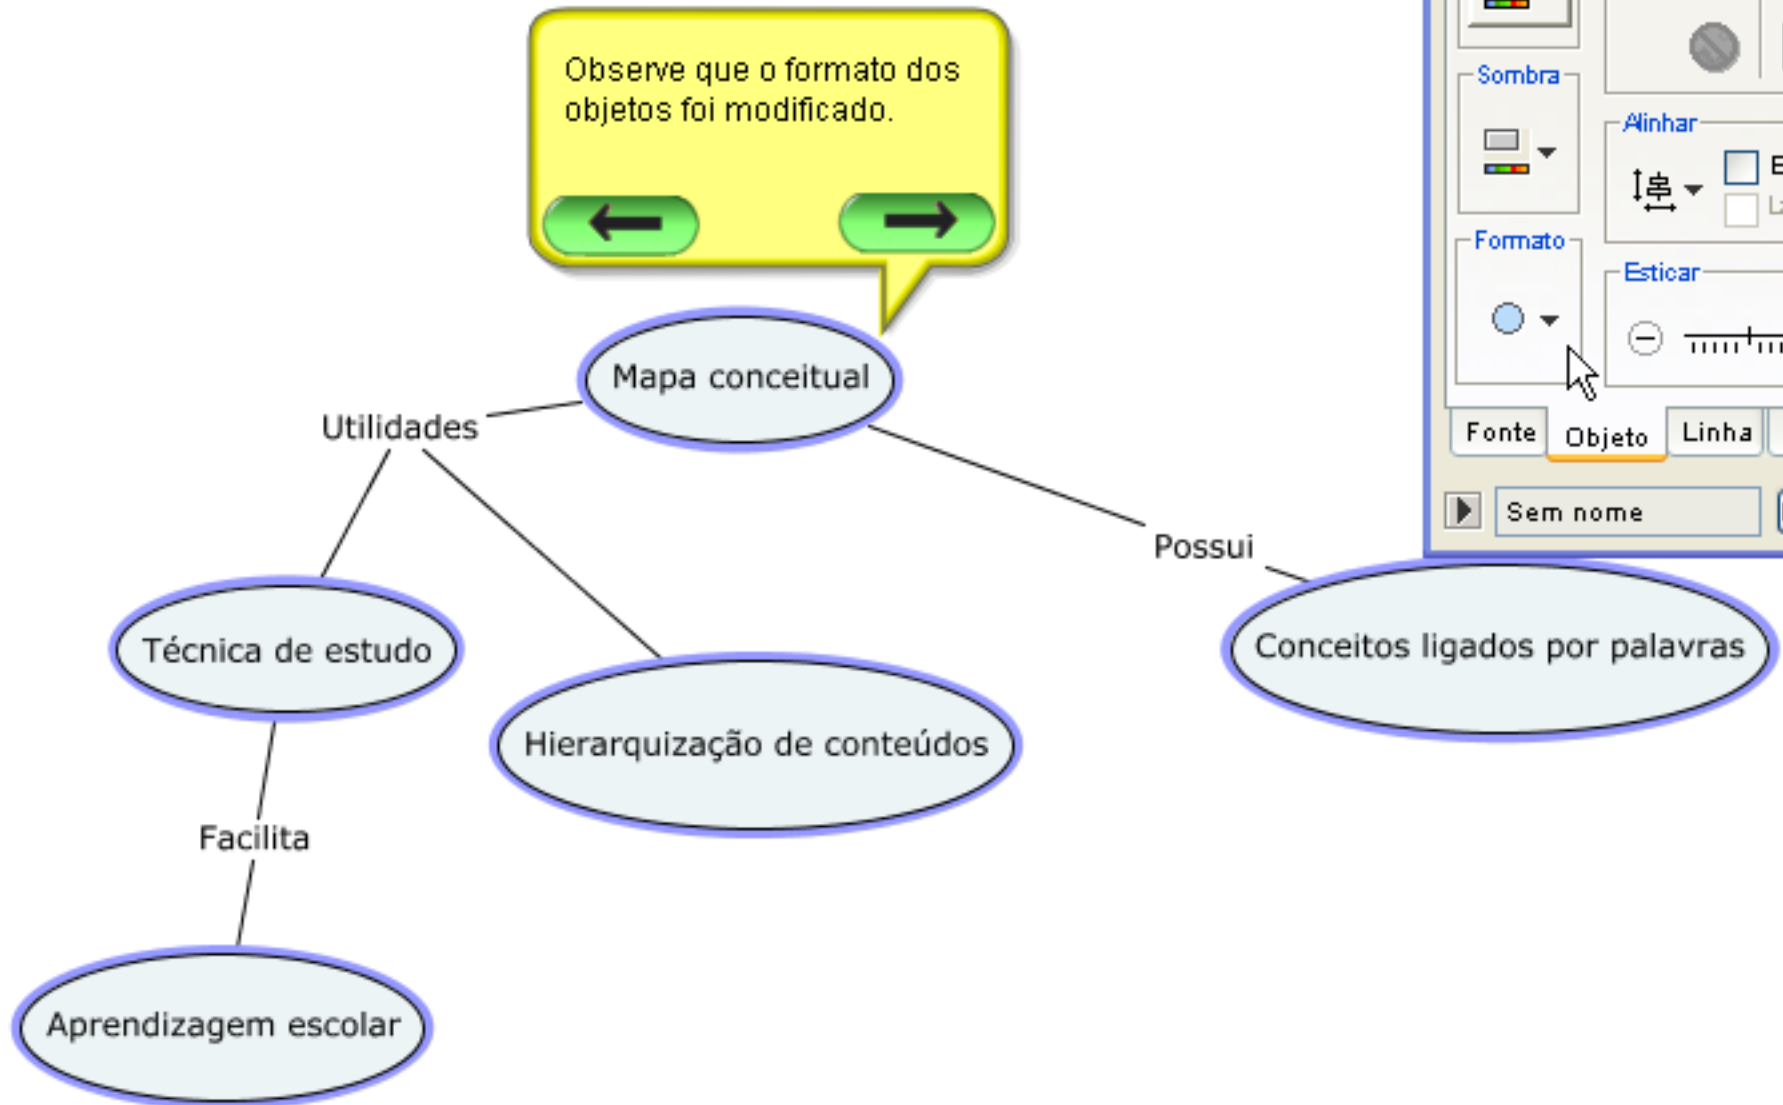 Observe que o formato dos
objetos foi modificado.
Mapa conceitual
Utilidades
Possui
Técnica de estudo
Hierarquização de conteúdos
Conceitos ligados por palavras
Facilita
Aprendizagem escolar
Sombra
Alinhar
Formato
Esticar
Fonte
Objeto
Linha
Sem nome